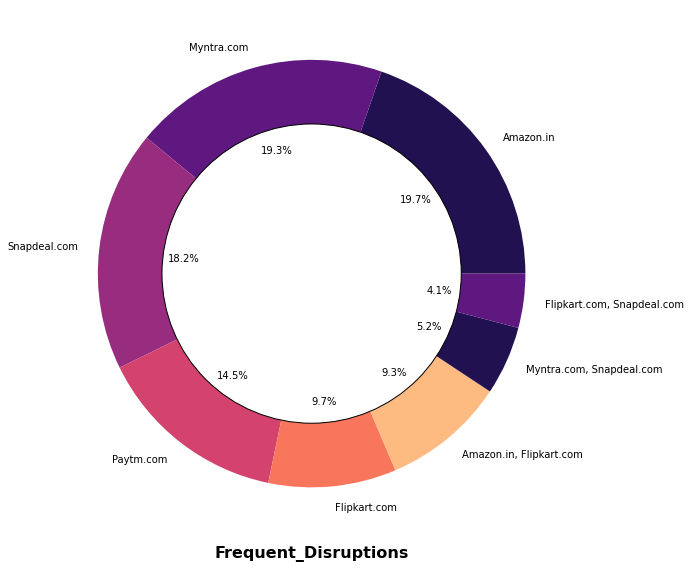 Myntra.com
Amazon.in
19.3%
19.7%
Snapdeal.com
18.2%
4.1%
Flipkart.com, Snapdeal.com
5.2%
Myntra.com, Snapdeal.com
14.5%
9.3%
9.7%
Paytm.com
Amazon.in, Flipkart.com
Flipkart.com
Frequent_Disruptions